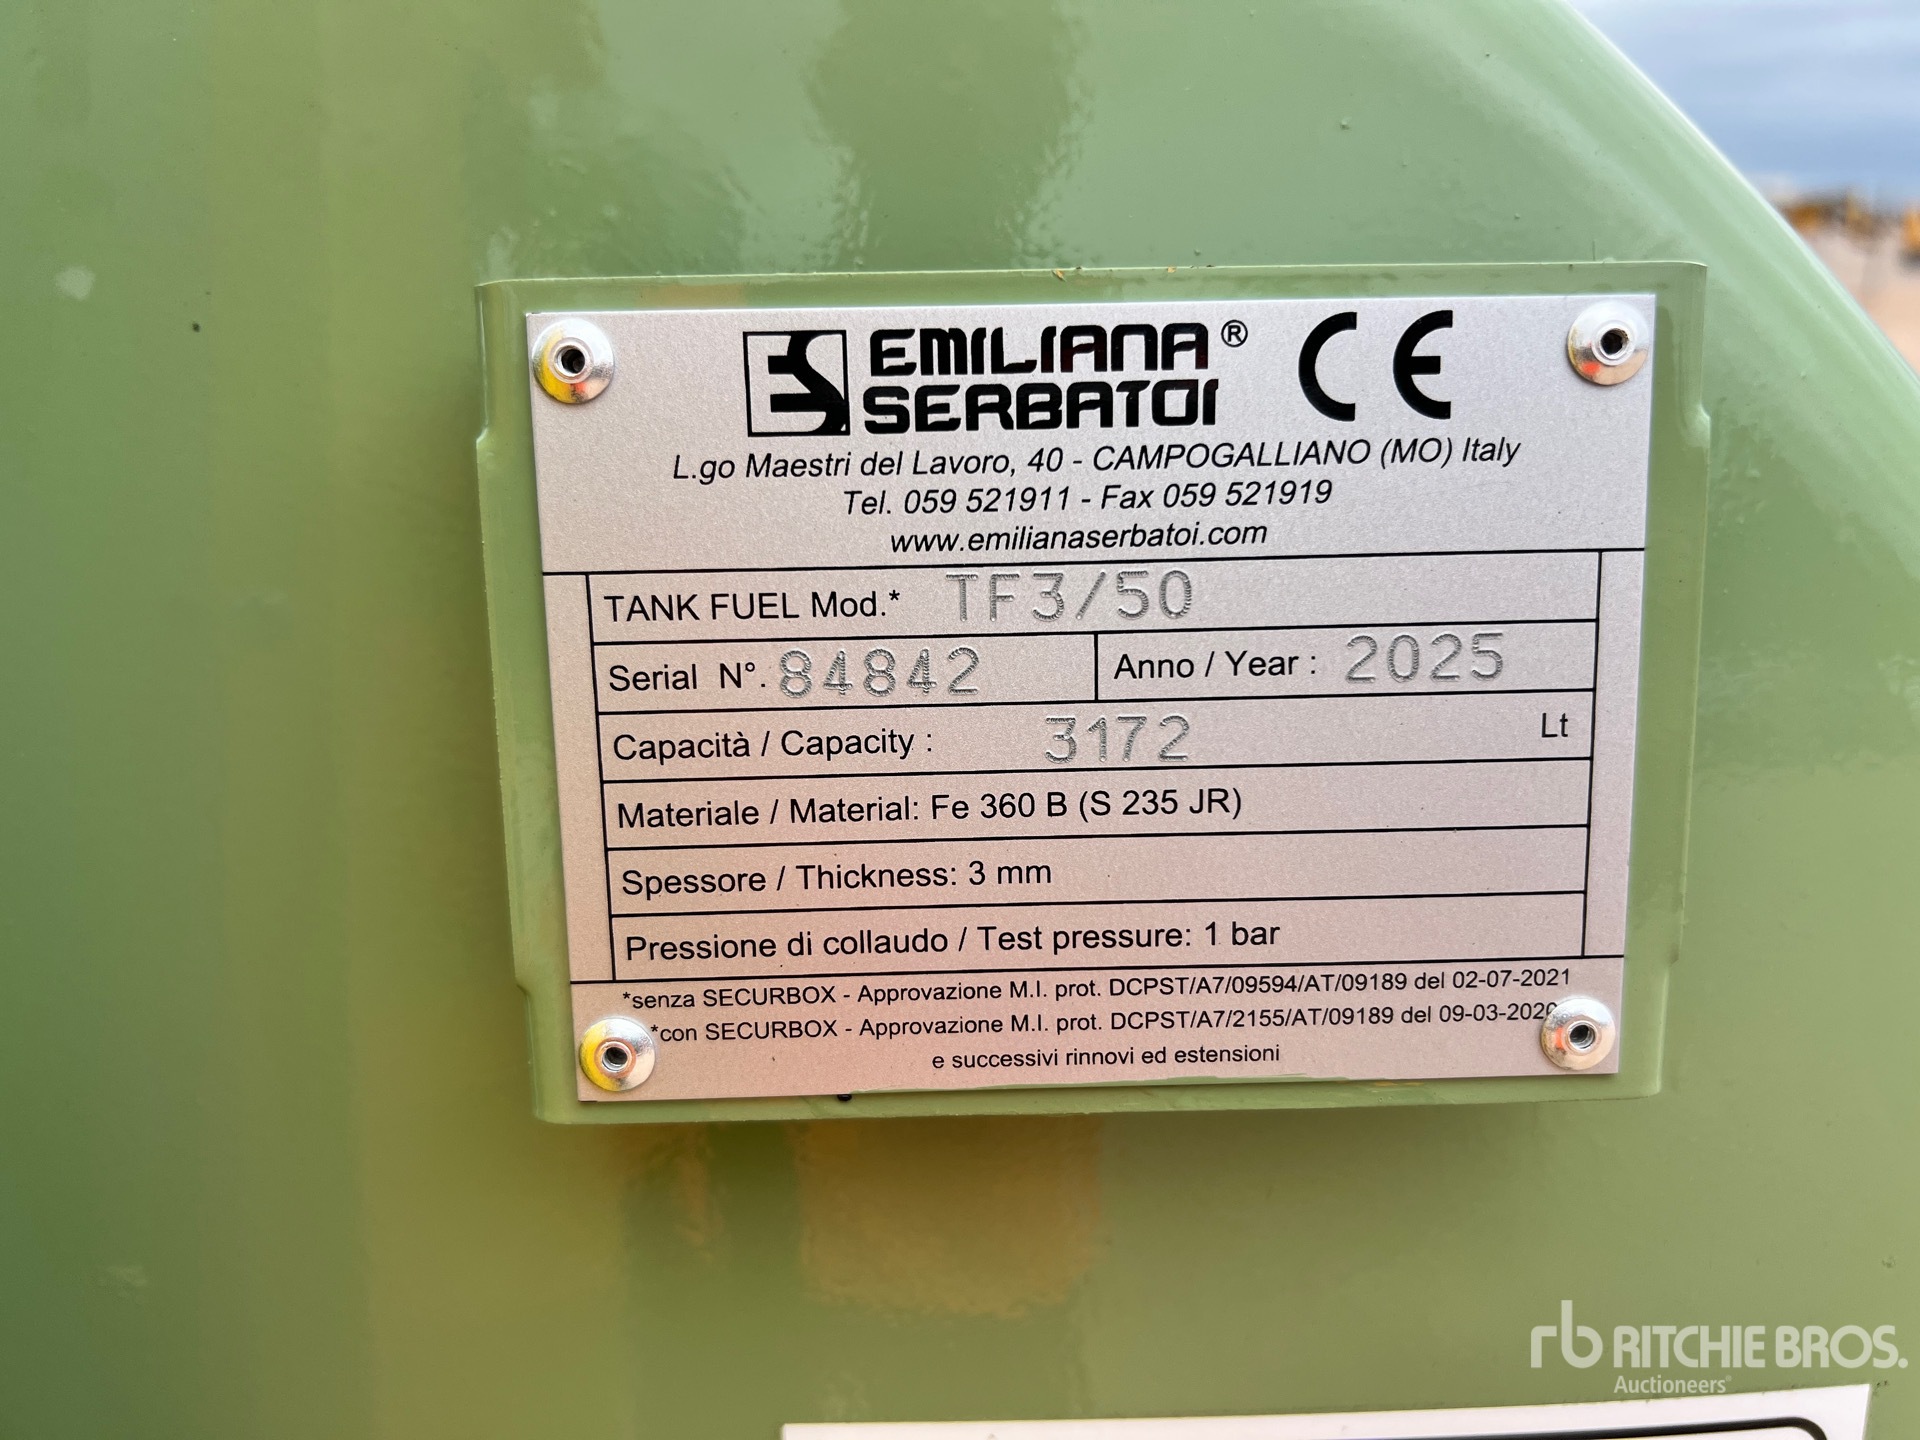 EMILIANA® CE
SERBATOI
L.go Maestri del Lavoro, 40 - CAMPOGALLIANO (MO) Italy
Tel. 059 521911 - Fax 059 521919
www.emilianaserbatoi.com
TANK FUEL Mod.* TF3/50
Serial N°. 84842 Anno / Year : 2025
Capacità / Capacity : 3172 Lt
Materiale / Material: Fe 360 B (S 235 JR)
Spessore / Thickness: 3 mm
Pressione di collaudo / Test pressure: 1 bar
*senza SECURBOX - Approvazione M.I. prot. DCPST/A7/09594/AT/09189 del 02-07-2021
*con SECURBOX - Approvazione M.I. prot. DCPST/A7/2155/AT/09189 del 09-03-2020
e successivi rinnovi ed estensioni
rb RITCHIE BROS.
Auctioneers